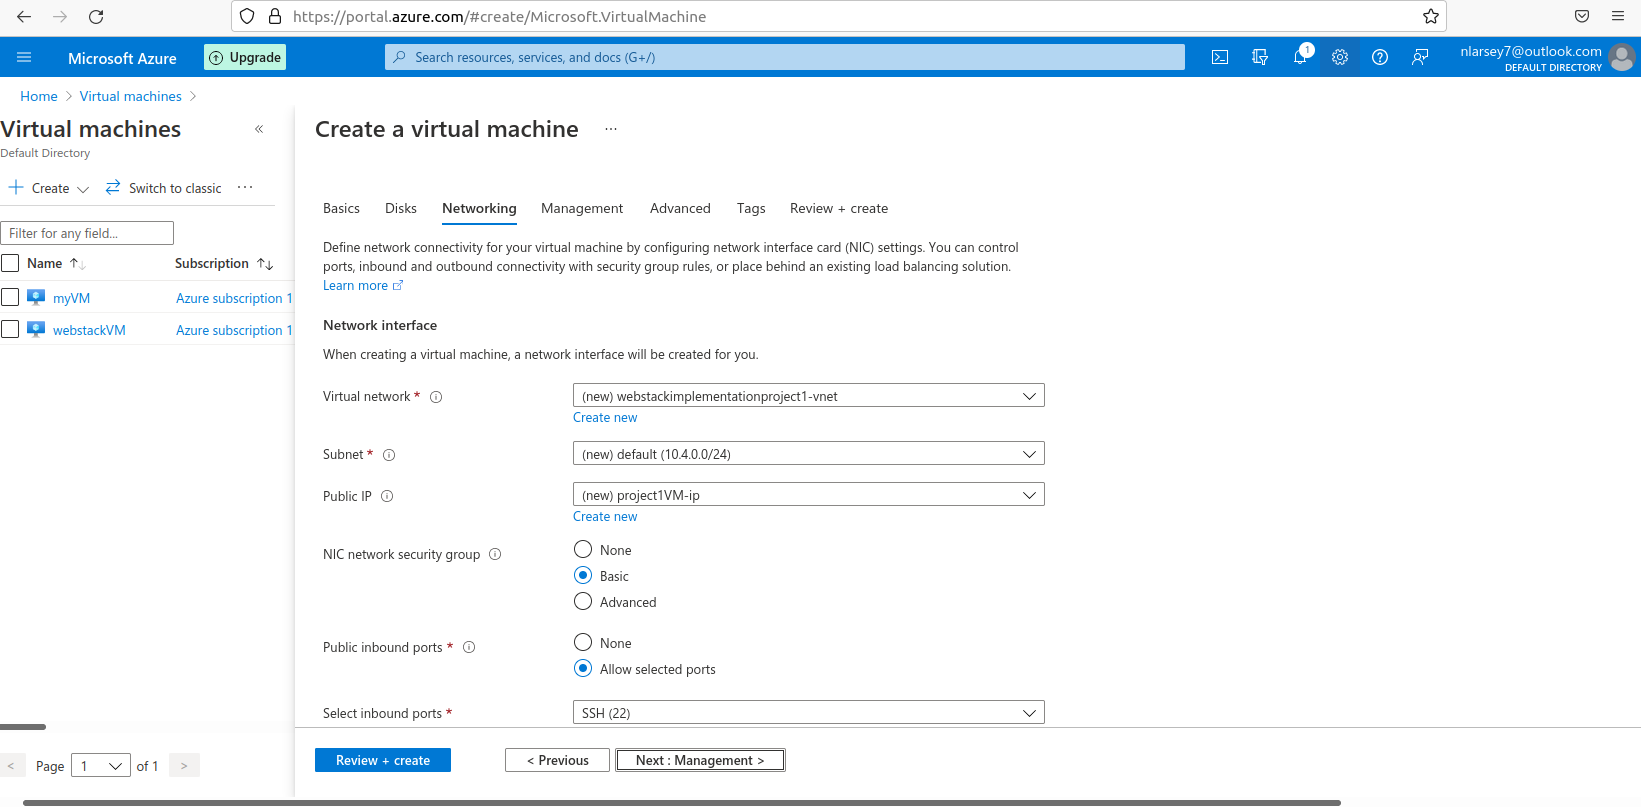 https://portal.azure.com/#create/Microsoft.VirtualMachine
Microsoft Azure
Upgrade
Search resources, services, and docs (G+/)
1
nlarsey7@outlook.com
DEFAULT DIRECTORY
Home > Virtual machines >
Virtual machines
«
Default Directory
+ Create
Switch to classic
...
Filter for any field...
Name ↑↓ Subscription ↑↓
myVM Azure subscription 1
webstackVM Azure subscription 1
< Page 1 of 1 >
Create a virtual machine ...
Basics Disks Networking Management Advanced Tags Review + create
Define network connectivity for your virtual machine by configuring network interface card (NIC) settings. You can control
ports, inbound and outbound connectivity with security group rules, or place behind an existing load balancing solution.
Learn more
Network interface
When creating a virtual machine, a network interface will be created for you.
Virtual network * (new) webstackimplementationproject1-vnet
Create new
Subnet * (new) default (10.4.0.0/24)
Public IP (new) project1VM-ip
Create new
NIC network security group None
Basic
Advanced
Public inbound ports * None
Allow selected ports
Select inbound ports * SSH (22)
Review + create < Previous Next : Management >